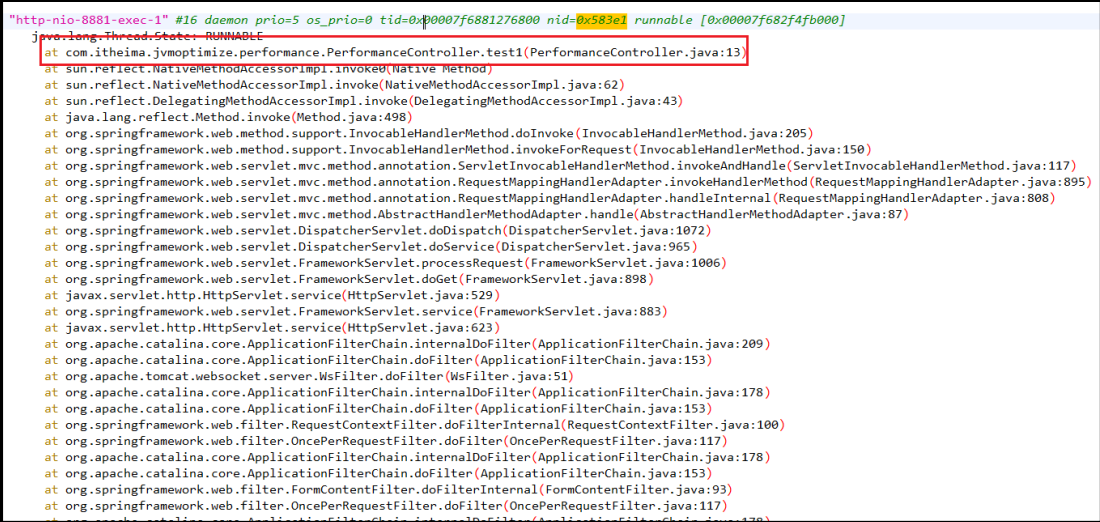 "http-nio-8881-exec-1" #16 daemon prio=5 os_prio=0 tid=0x00007f6881276800 nid=0x583e1 runnable [0x00007f682f4fb000]
java.lang.Thread.State: RUNNABLE
at com.itheima.jvmoptimize.performance.PerformanceController.test1(PerformanceController.java:13)
at sun.reflect.NativeMethodAccessorImpl.invoke0(Native Method)
at sun.reflect.NativeMethodAccessorImpl.invoke(NativeMethodAccessorImpl.java:62)
at sun.reflect.DelegatingMethodAccessorImpl.invoke(DelegatingMethodAccessorImpl.java:43)
at java.lang.reflect.Method.invoke(Method.java:498)
at org.springframework.web.method.support.InvocableHandlerMethod.doInvoke(InvocableHandlerMethod.java:205)
at org.springframework.web.method.support.InvocableHandlerMethod.invokeForRequest(InvocableHandlerMethod.java:150)
at org.springframework.web.servlet.mvc.method.annotation.ServletInvocableHandlerMethod.invokeAndHandle(ServletInvocableHandlerMethod.java:117)
at org.springframework.web.servlet.mvc.method.annotation.RequestMappingHandlerAdapter.invokeHandlerMethod(RequestMappingHandlerAdapter.java:895)
at org.springframework.web.servlet.mvc.method.annotation.RequestMappingHandlerAdapter.handleInternal(RequestMappingHandlerAdapter.java:808)
at org.springframework.web.servlet.mvc.method.AbstractHandlerMethodAdapter.handle(AbstractHandlerMethodAdapter.java:87)
at org.springframework.web.servlet.DispatcherServlet.doDispatch(DispatcherServlet.java:1072)
at org.springframework.web.servlet.DispatcherServlet.doService(DispatcherServlet.java:965)
at org.springframework.web.servlet.FrameworkServlet.processRequest(FrameworkServlet.java:1006)
at org.springframework.web.servlet.FrameworkServlet.doGet(FrameworkServlet.java:898)
at javax.servlet.http.HttpServlet.service(HttpServlet.java:529)
at org.springframework.web.servlet.FrameworkServlet.service(FrameworkServlet.java:883)
at javax.servlet.http.HttpServlet.service(HttpServlet.java:623)
at org.apache.catalina.core.ApplicationFilterChain.internalDoFilter(ApplicationFilterChain.java:209)
at org.apache.catalina.core.ApplicationFilterChain.doFilter(ApplicationFilterChain.java:153)
at org.apache.tomcat.websocket.server.WsFilter.doFilter(WsFilter.java:51)
at org.apache.catalina.core.ApplicationFilterChain.internalDoFilter(ApplicationFilterChain.java:178)
at org.apache.catalina.core.ApplicationFilterChain.doFilter(ApplicationFilterChain.java:153)
at org.springframework.web.filter.RequestContextFilter.doFilterInternal(RequestContextFilter.java:100)
at org.springframework.web.filter.OncePerRequestFilter.doFilter(OncePerRequestFilter.java:117)
at org.apache.catalina.core.ApplicationFilterChain.internalDoFilter(ApplicationFilterChain.java:178)
at org.apache.catalina.core.ApplicationFilterChain.doFilter(ApplicationFilterChain.java:153)
at org.springframework.web.filter.FormContentFilter.doFilterInternal(FormContentFilter.java:93)
at org.springframework.web.filter.OncePerRequestFilter.doFilter(OncePerRequestFilter.java:117)
at org.apache.catalina.core.ApplicationFilterChain.internalDoFilter(ApplicationFilterChain.java:178)